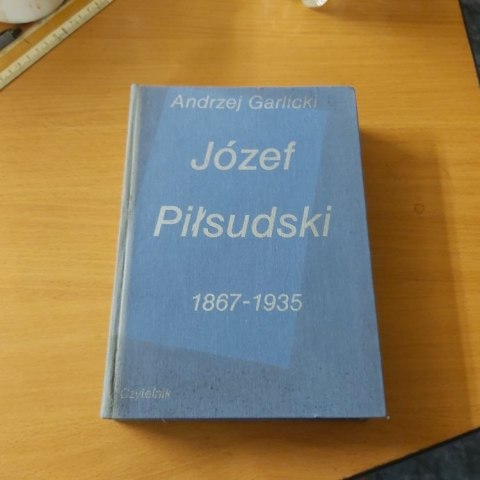 Andrzej Garlicki
Józef
Piłsudski
1867-1935
Czytelnik